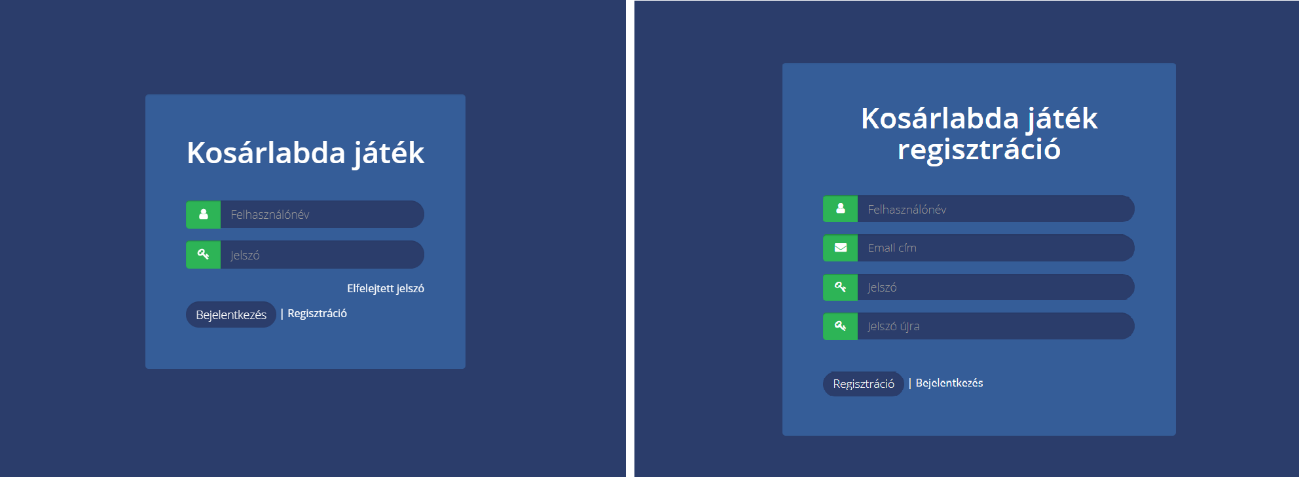 Kosárlabda játék
Felhasználónév
Jelszó
Elfelejtett jelszó
Bejelentkezés | Regisztráció
Kosárlabda játék
regisztráció
Felhasználónév
Email cím
Jelszó
Jelszó újra
Regisztráció | Bejelentkezés